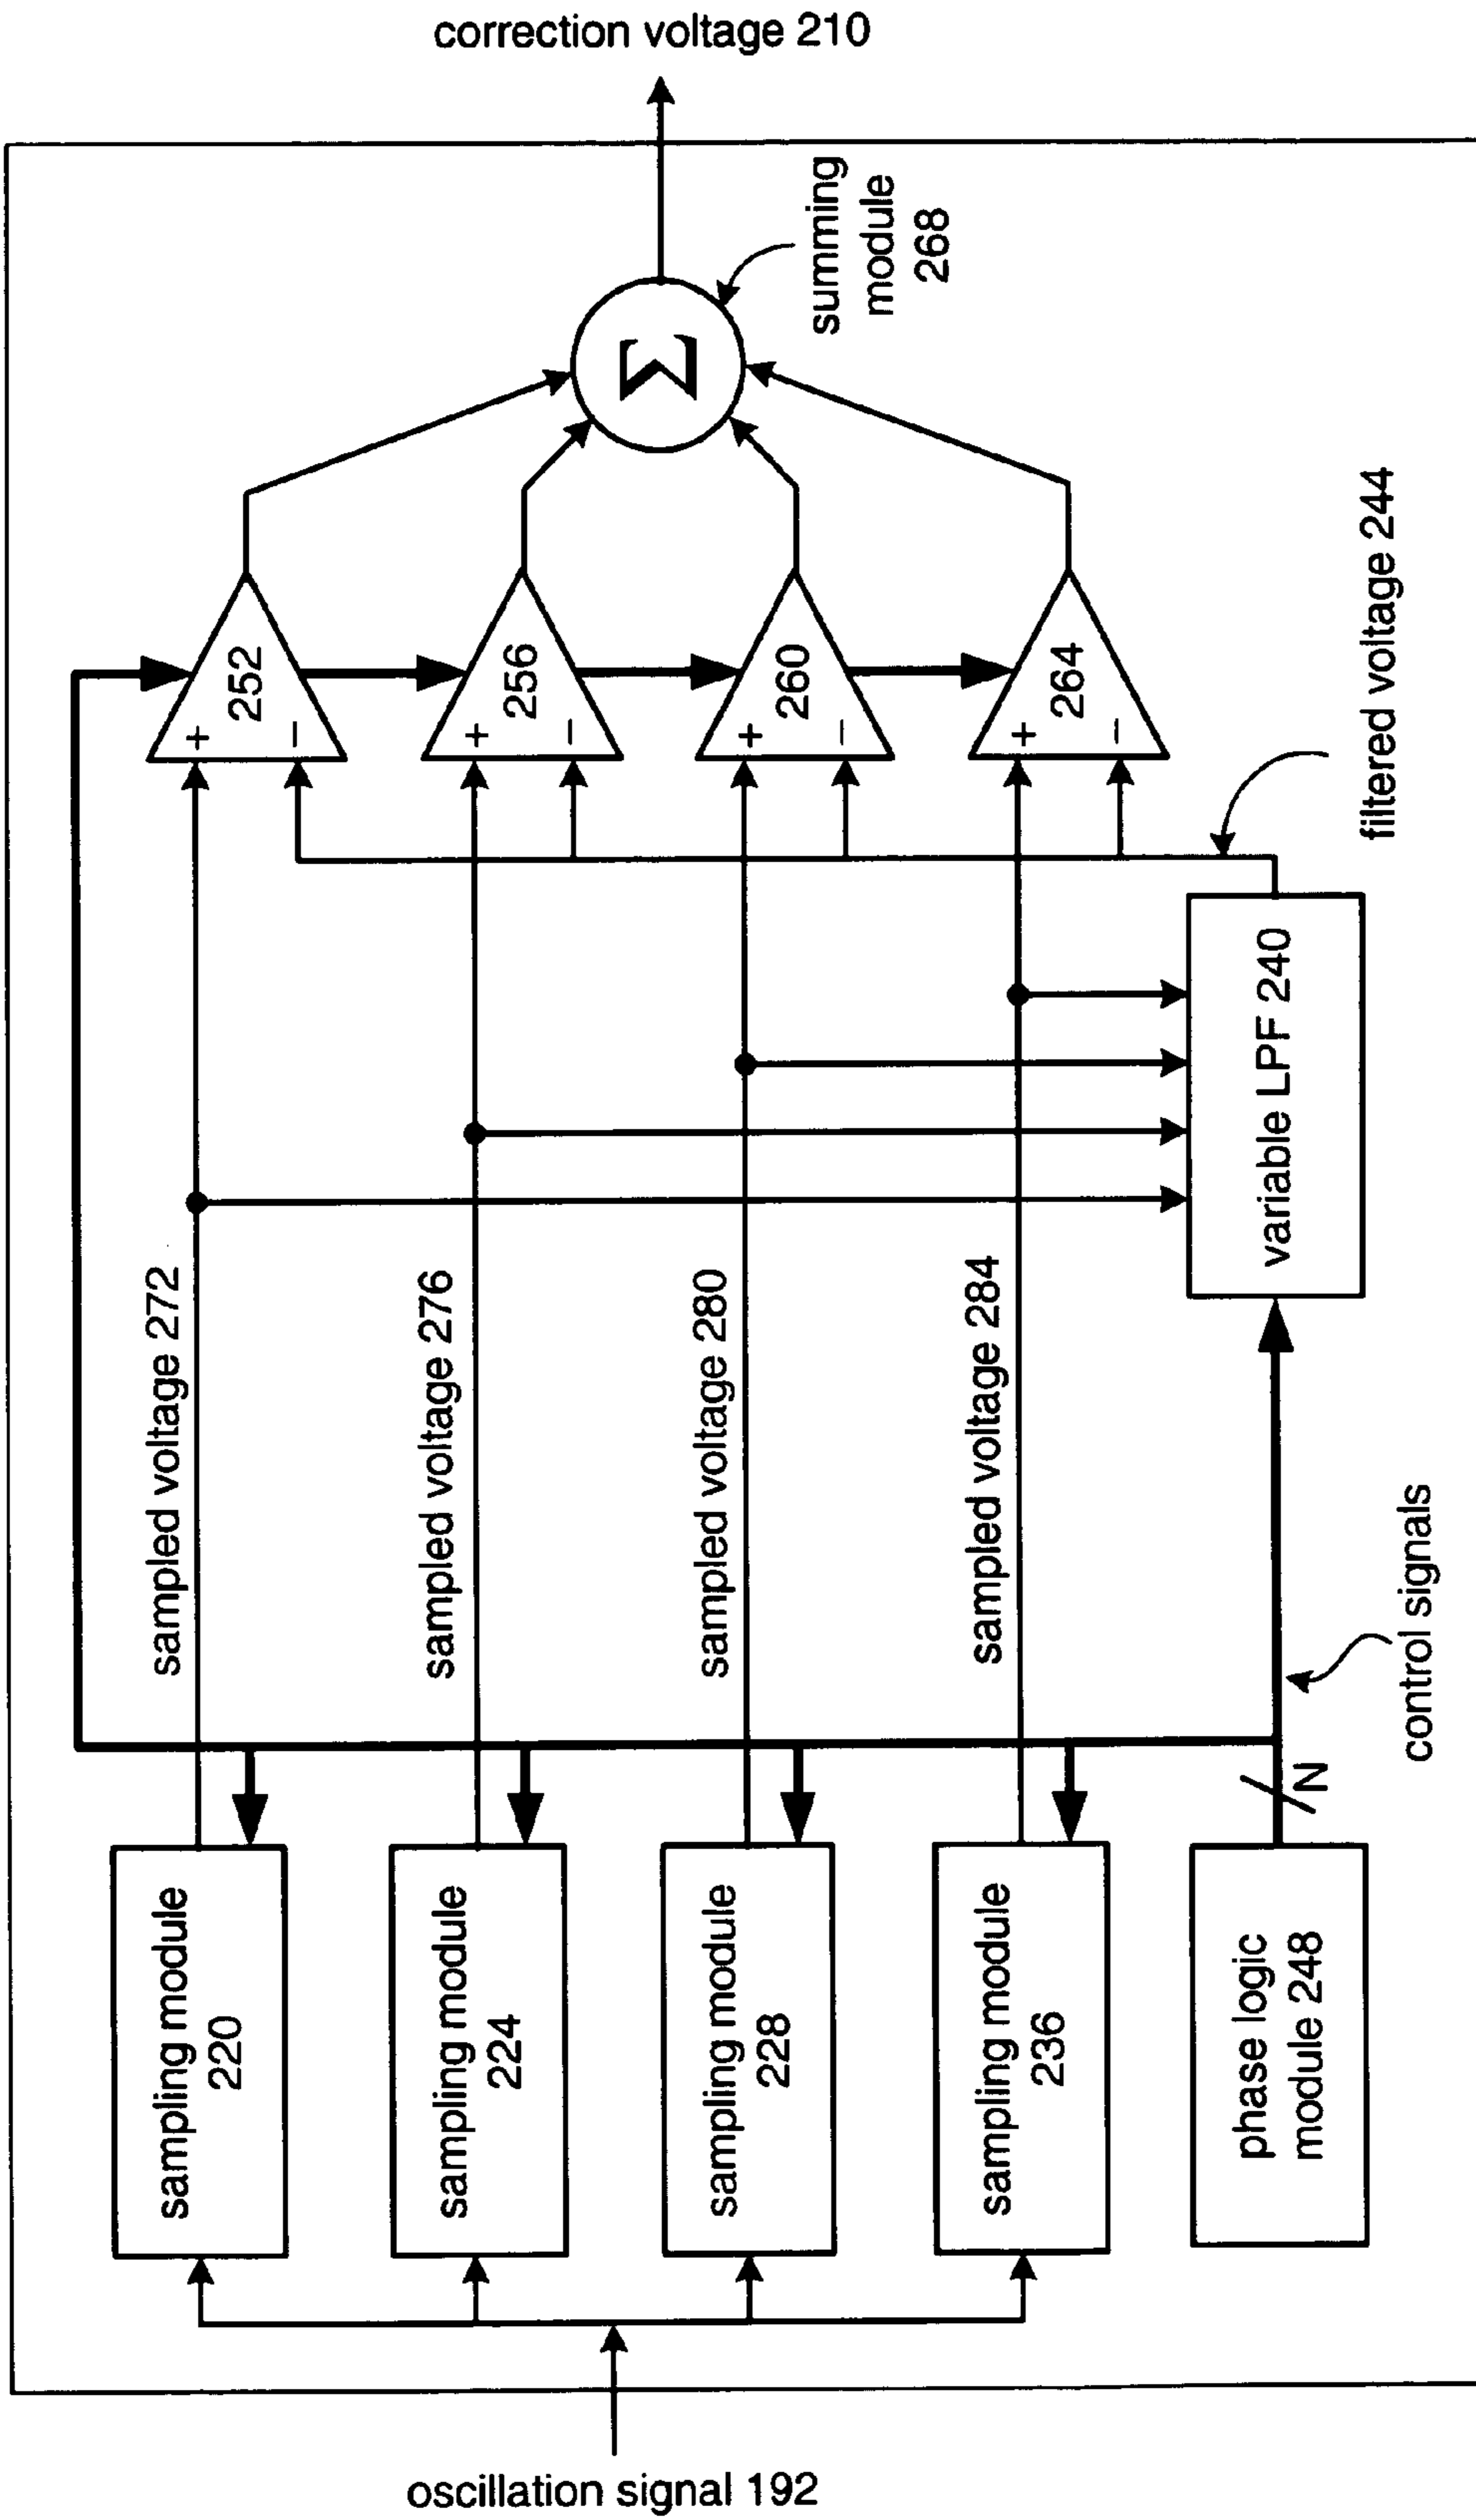 correction voltage 210
summing
module
268
Σ
252
+
−
256
+
−
260
+
−
264
+
−
filtered voltage 244
variable LPF 240
sampled voltage 272
sampled voltage 276
sampled voltage 280
sampled voltage 284
control signals
N
sampling module
220
sampling module
224
sampling module
228
sampling module
236
phase logic
module 248
oscillation signal 192